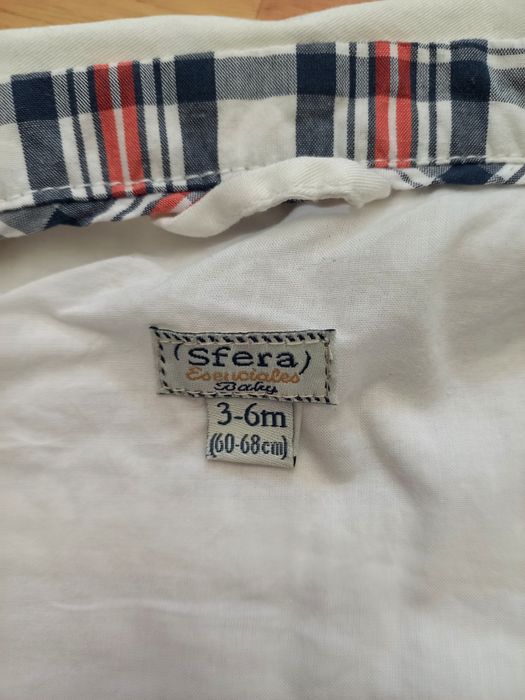 (Sfera)
Esenciales
Baby
3-6m
(60-68cm)